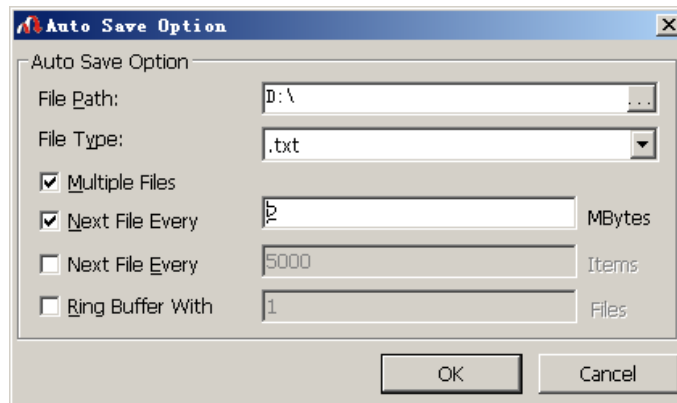 Auto Save Option
Auto Save Option
File Path: D:\ ...
File Type: .txt
Multiple Files
Next File Every MBytes
Next File Every 5000 Items
Ring Buffer With 1 Files
OK Cancel